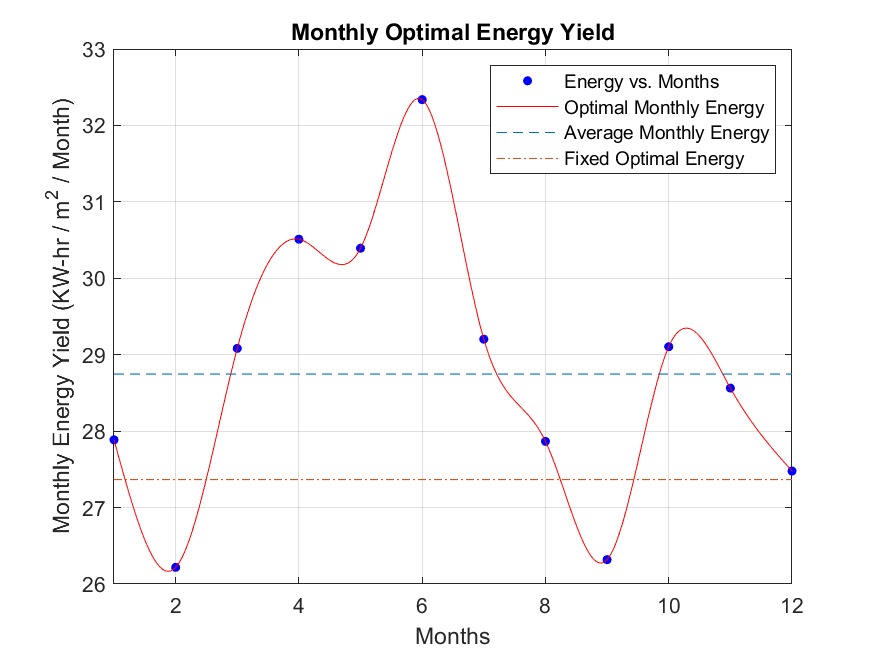 Monthly Optimal Energy Yield
Monthly Energy Yield (KW-hr / m² / Month)
33
32
31
30
29
28
27
26
Energy vs. Months
Optimal Monthly Energy
Average Monthly Energy
Fixed Optimal Energy
2 4 6 8 10 12
Months